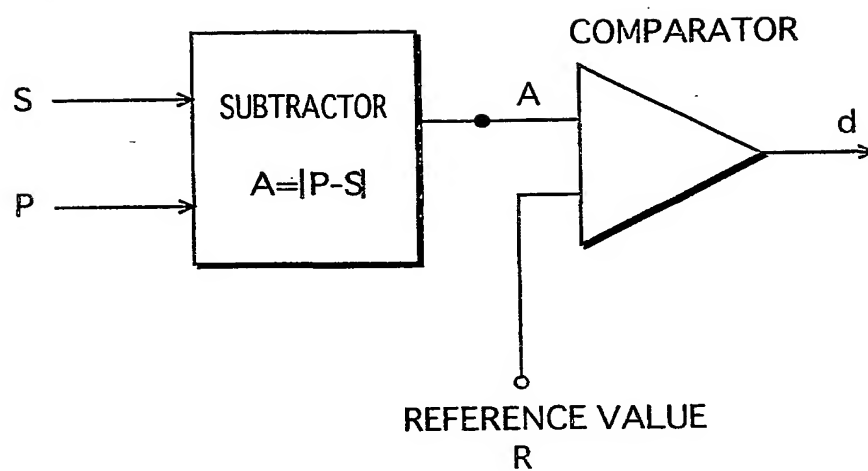 COMPARATOR
S
SUBTRACTOR
A
d
P
A=|P-S|
REFERENCE VALUE
R